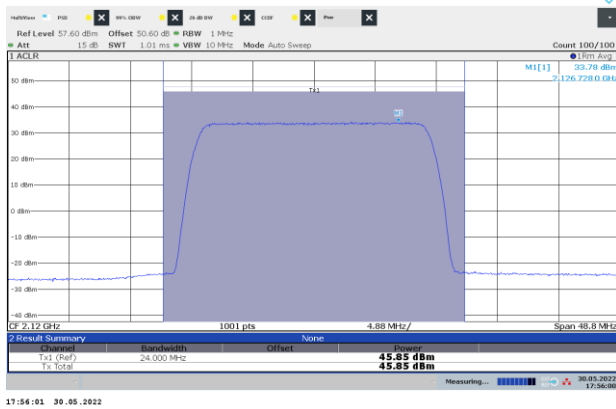 MultiView PSD X 99% OBW X 26 dB BW X CCDF X Pwr X
Ref Level 57.60 dBm Offset 50.60 dB RBW 1 MHz
Att 15 dB SWT 1.01 ms VBW 10 MHz Mode Auto Sweep Count 100/100
1 ACLR 1Rm Avg
M1[1] 33.78 dBm
2.1267280 GHz
Tx1
50 dBm
40 dBm
M1
30 dBm
20 dBm
10 dBm
0 dBm
-10 dBm
-20 dBm
-30 dBm
-40 dBm
CF 2.12 GHz 1001 pts 4.88 MHz/ Span 48.8 MHz
2 Result Summary None
Channel Bandwidth Offset Power
Tx1 (Ref) 24.000 MHz 45.85 dBm
Tx Total 45.85 dBm
Measuring... 30.05.2022
17:56:00
17:56:01 30.05.2022